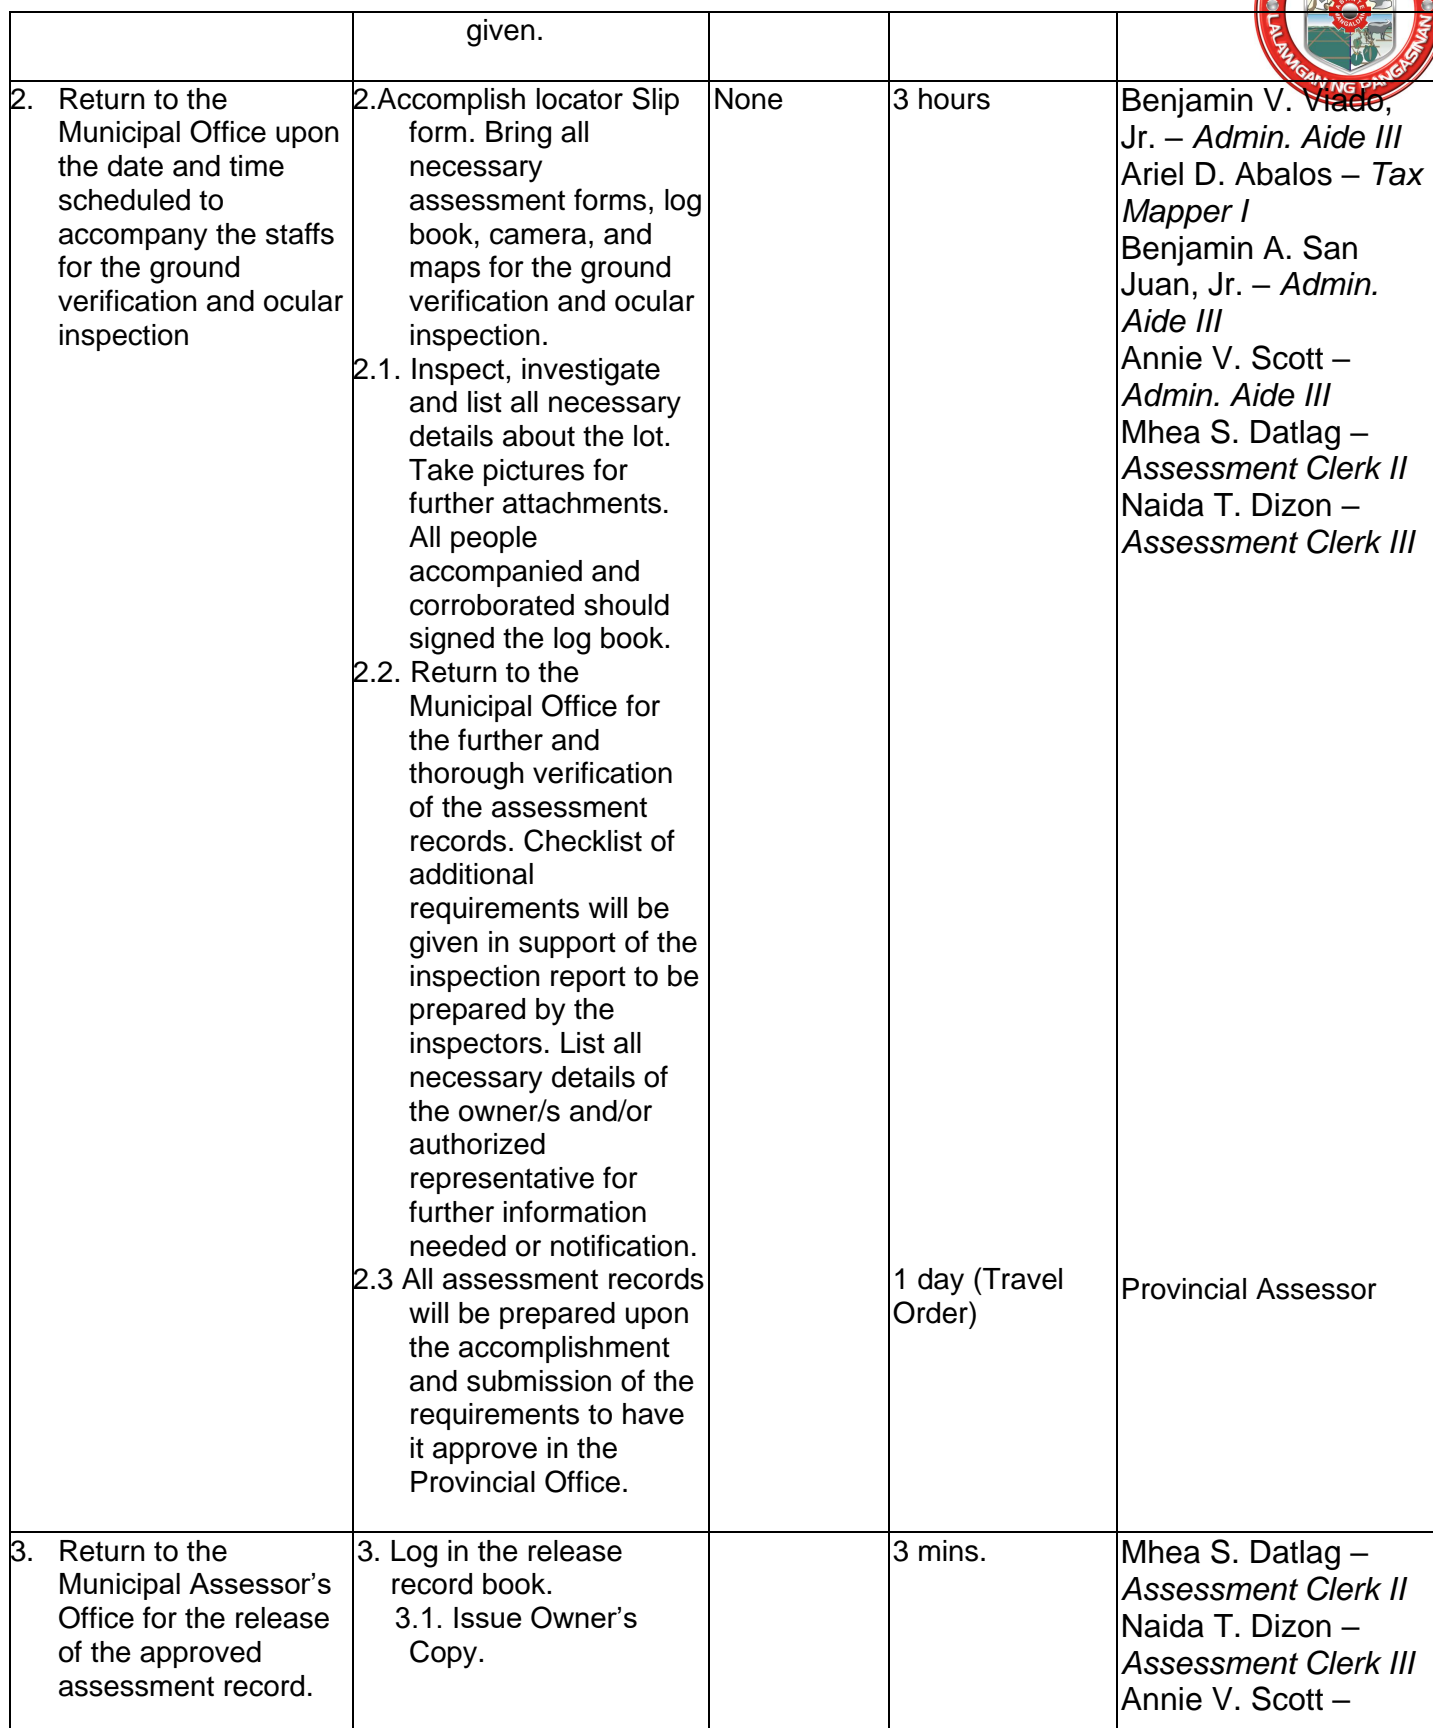 given.
2. Return to the
Municipal Office upon
the date and time
scheduled to
accompany the staffs
for the ground
verification and ocular
inspection
2.Accomplish locator Slip
form. Bring all
necessary
assessment forms, log
book, camera, and
maps for the ground
verification and ocular
inspection.
2.1. Inspect, investigate
and list all necessary
details about the lot.
Take pictures for
further attachments.
All people
accompanied and
corroborated should
signed the log book.
2.2. Return to the
Municipal Office for
the further and
thorough verification
of the assessment
records. Checklist of
additional
requirements will be
given in support of the
inspection report to be
prepared by the
inspectors. List all
necessary details of
the owner/s and/or
authorized
representative for
further information
needed or notification.
2.3 All assessment records
will be prepared upon
the accomplishment
and submission of the
requirements to have
it approve in the
Provincial Office.
None
3 hours
1 day (Travel
Order)
Benjamin V. Viado,
Jr. – Admin. Aide III
Ariel D. Abalos – Tax
Mapper I
Benjamin A. San
Juan, Jr. – Admin.
Aide III
Annie V. Scott –
Admin. Aide III
Mhea S. Datlag –
Assessment Clerk II
Naida T. Dizon –
Assessment Clerk III
Provincial Assessor
3. Return to the
Municipal Assessor’s
Office for the release
of the approved
assessment record.
3. Log in the release
record book.
3.1. Issue Owner’s
Copy.
3 mins.
Mhea S. Datlag –
Assessment Clerk II
Naida T. Dizon –
Assessment Clerk III
Annie V. Scott –
LALAWIGAN NG PANGASINAN